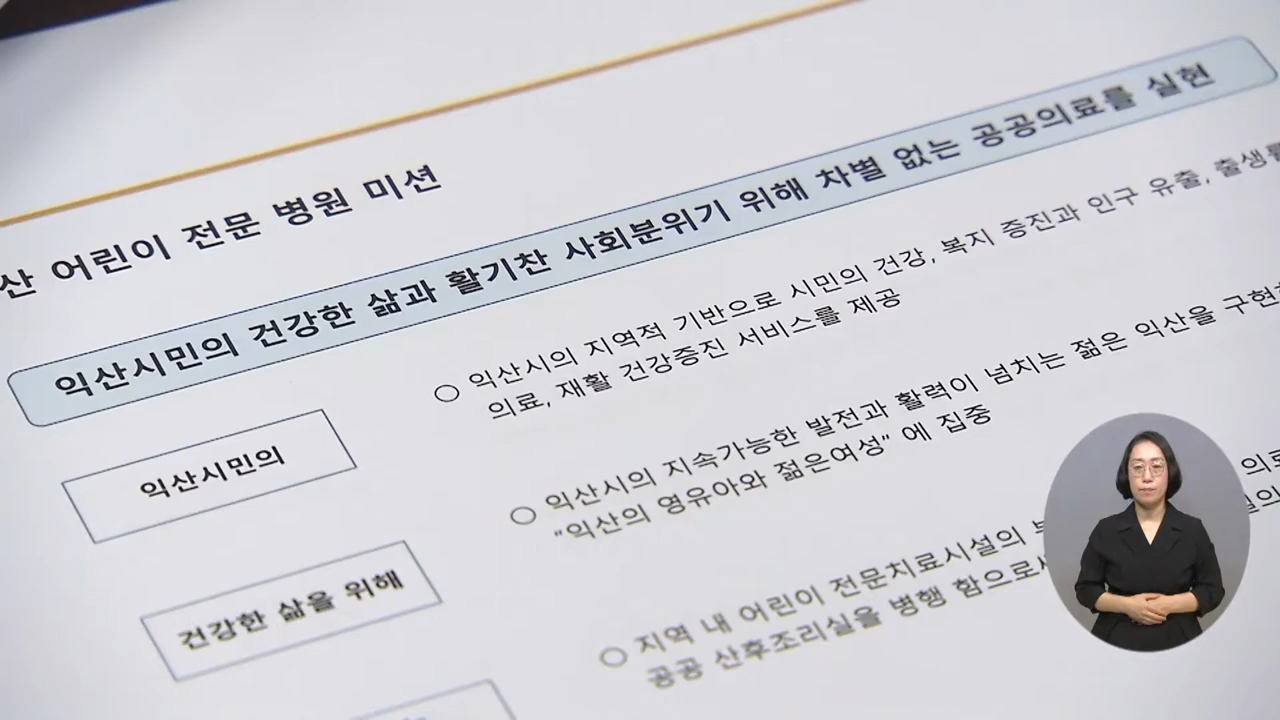 산 어린이 전문 병원 미션
익산시민의 건강한 삶과 활기찬 사회분위기 위해 차별 없는 공공의료를 실현
익산시민의
○ 익산시의 지역적 기반으로 시민의 건강, 복지 증진과 인구 유출, 출생률
의료, 재활 건강증진 서비스를 제공
건강한 삶을 위해
○ 익산시의 지속가능한 발전과 활력이 넘치는 젊은 익산을 구현
"익산의 영유아와 젊은여성" 에 집중
○ 지역 내 어린이 전문치료시설의
공공 산후조리실을 병행 함으로써